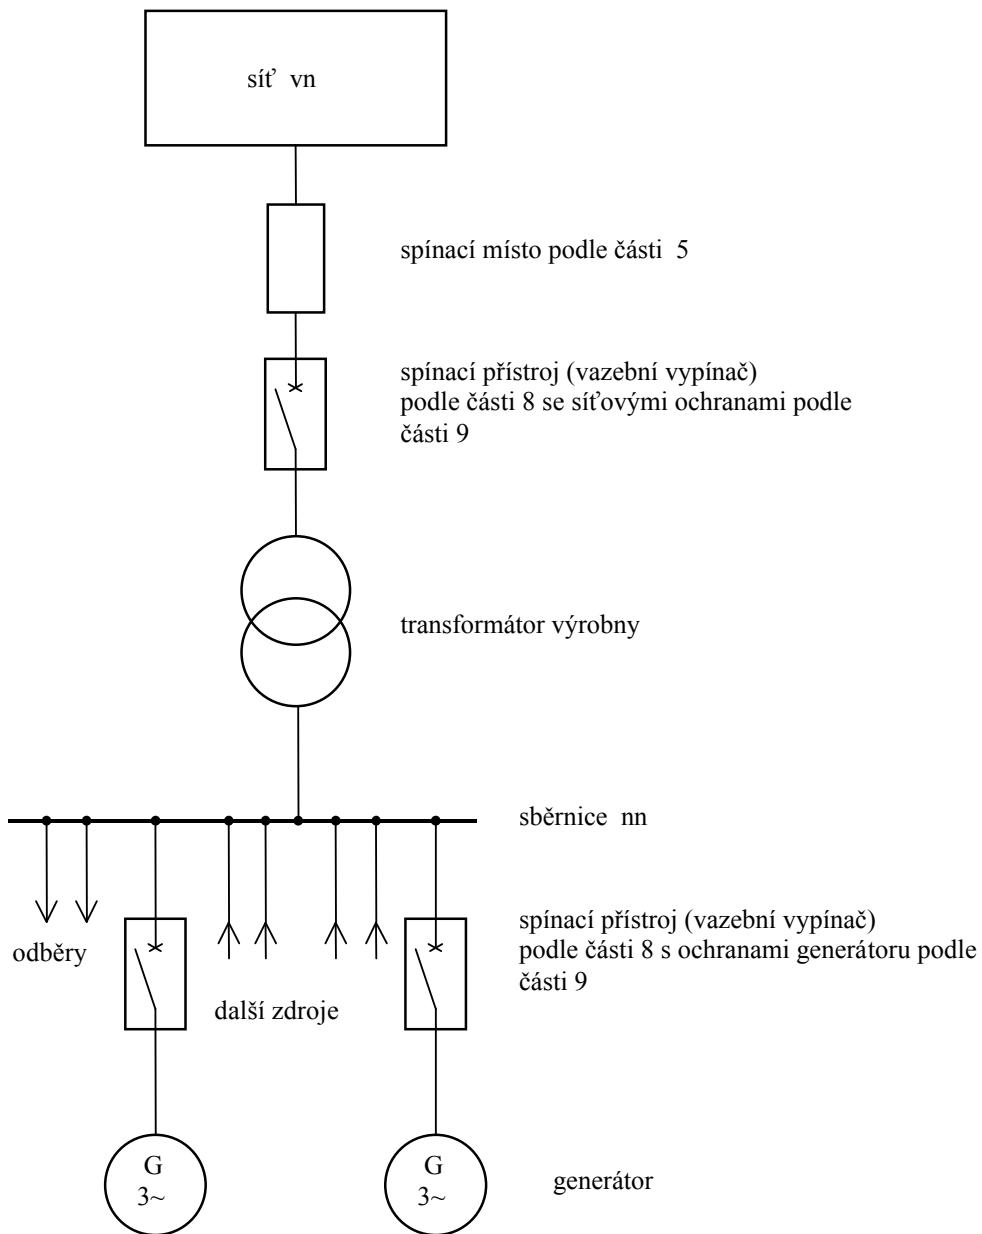 síť vn
spínací místo podle části 5
spínací přístroj (vazební vypínač)
podle části 8 se síťovými ochranami podle
části 9
transformátor výrobny
sběrnice nn
spínací přístroj (vazební vypínač)
podle části 8 s ochranami generátoru podle
části 9
odběry
další zdroje
G
3~
G
3~
generátor